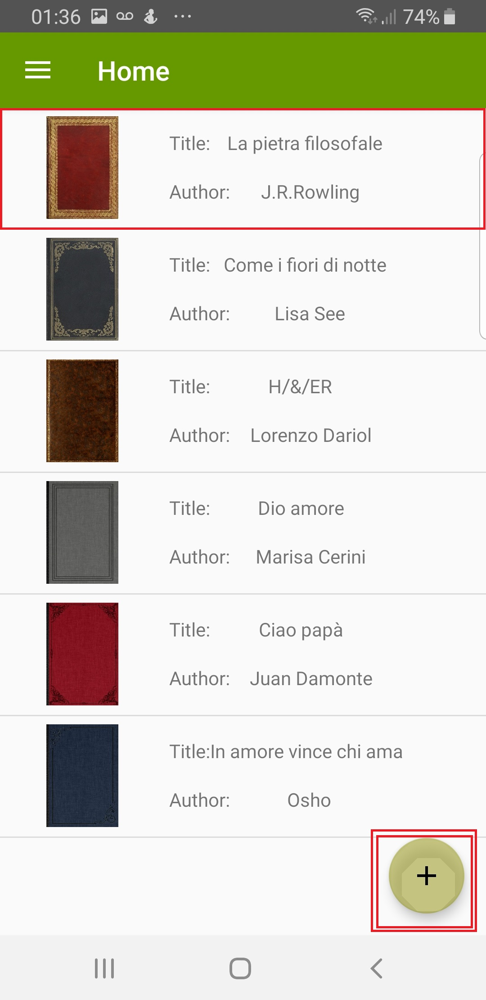 01:36 74%
Home
Title: La pietra filosofale
Author: J.R.Rowling
Title: Come i fiori di notte
Author: Lisa See
Title: H/&/ER
Author: Lorenzo Dariol
Title: Dio amore
Author: Marisa Cerini
Title: Ciao papà
Author: Juan Damonte
Title:In amore vince chi ama
Author: Osho
+